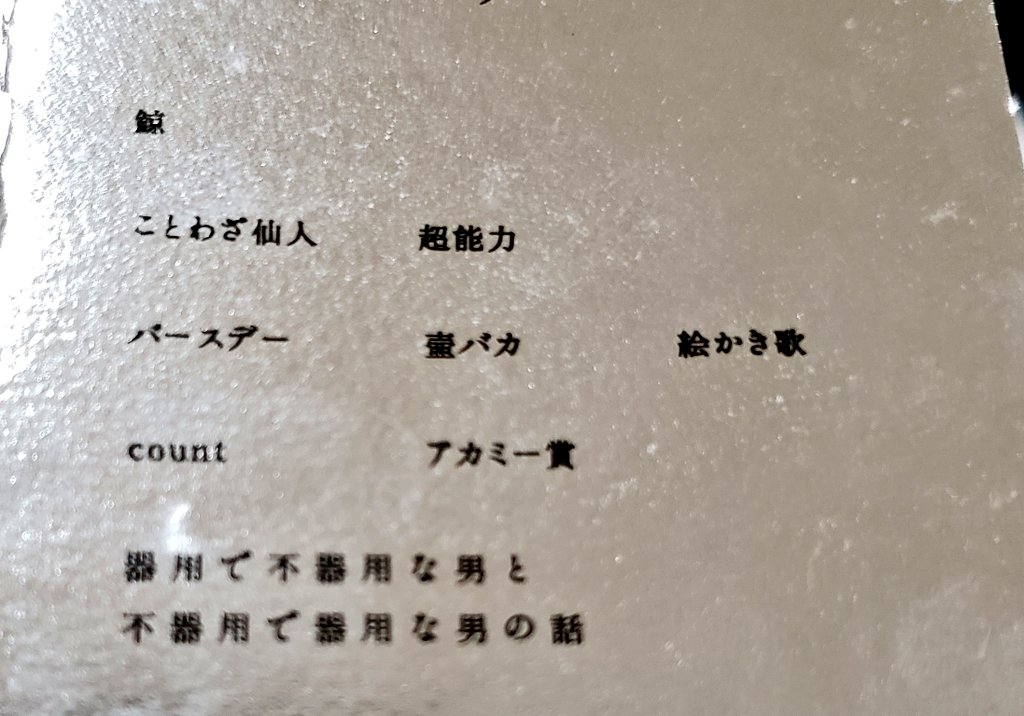 鯨
ことわざ仙人 超能力
バースデー 壷バカ 絵かき歌
count アカミー賞
器用で不器用な男と
不器用で器用な男の話